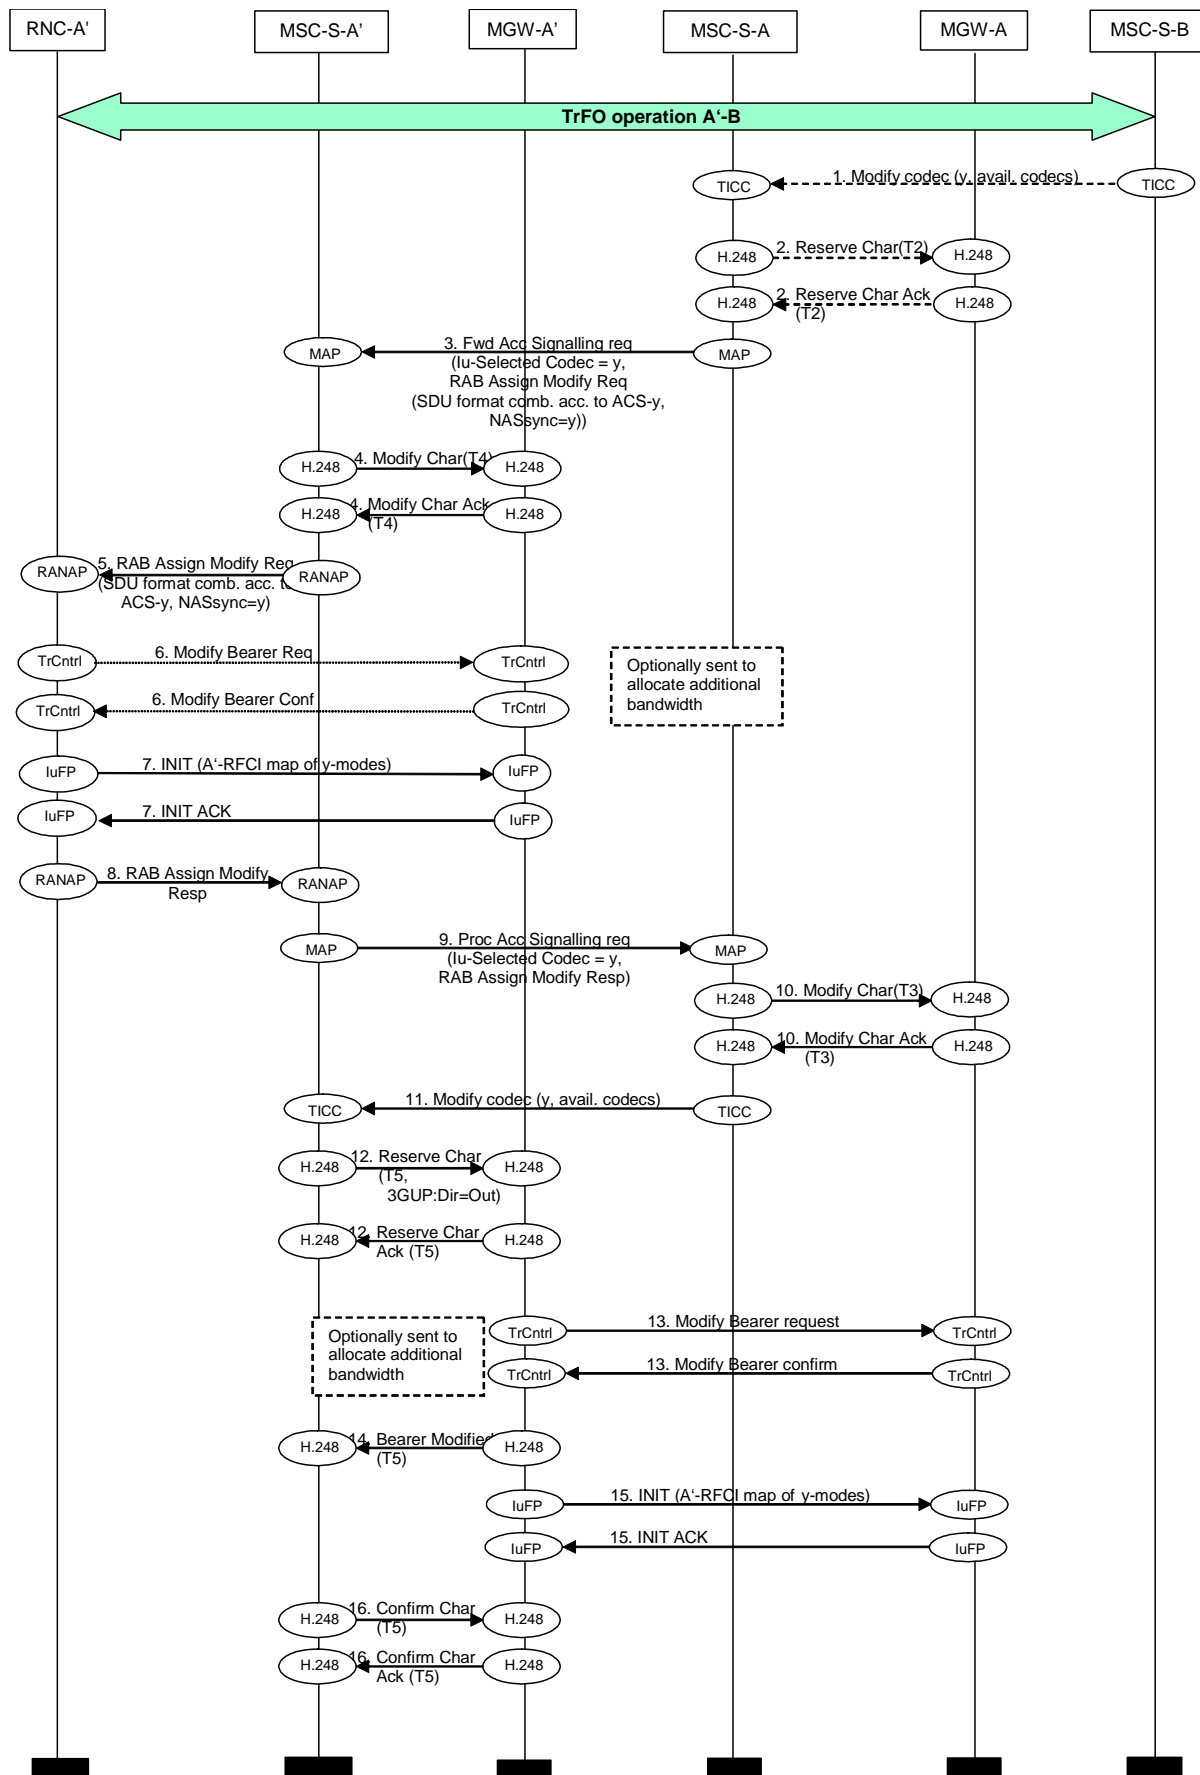 RNC-A'
MSC-S-A'
MGW-A'
MSC-S-A
MGW-A
MSC-S-B
TrFO operation A‘-B
TICC
1. Modify codec (y, avail. codecs)
TICC
H.248
2. Reserve Char(T2)
H.248
H.248
2. Reserve Char Ack
(T2)
H.248
MAP
3. Fwd Acc Signalling req
(Iu-Selected Codec = y,
RAB Assign Modify Req
(SDU format comb. acc. to ACS-y,
NASsync=y))
MAP
H.248
4. Modify Char(T4)
H.248
H.248
4. Modify Char Ack
(T4)
H.248
RANAP
5. RAB Assign Modify Req
(SDU format comb. acc. to
ACS-y, NASsync=y)
RANAP
TrCntrl
6. Modify Bearer Req
TrCntrl
TrCntrl
6. Modify Bearer Conf
TrCntrl
Optionally sent to
allocate additional
bandwidth
IuFP
7. INIT (A‘-RFCI map of y-modes)
IuFP
IuFP
7. INIT ACK
IuFP
RANAP
8. RAB Assign Modify
Resp
RANAP
MAP
9. Proc Acc Signalling req
(Iu-Selected Codec = y,
RAB Assign Modify Resp)
MAP
H.248
10. Modify Char(T3)
H.248
H.248
10. Modify Char Ack
(T3)
H.248
TICC
11. Modify codec (y, avail. codecs)
TICC
H.248
12. Reserve Char
(T5,
3GUP:Dir=Out)
H.248
H.248
12. Reserve Char
Ack (T5)
H.248
Optionally sent to
allocate additional
bandwidth
TrCntrl
13. Modify Bearer request
TrCntrl
TrCntrl
13. Modify Bearer confirm
TrCntrl
H.248
14. Bearer Modified
(T5)
H.248
IuFP
15. INIT (A‘-RFCI map of y-modes)
IuFP
IuFP
15. INIT ACK
IuFP
H.248
16. Confirm Char
(T5)
H.248
H.248
16. Confirm Char
Ack (T5)
H.248